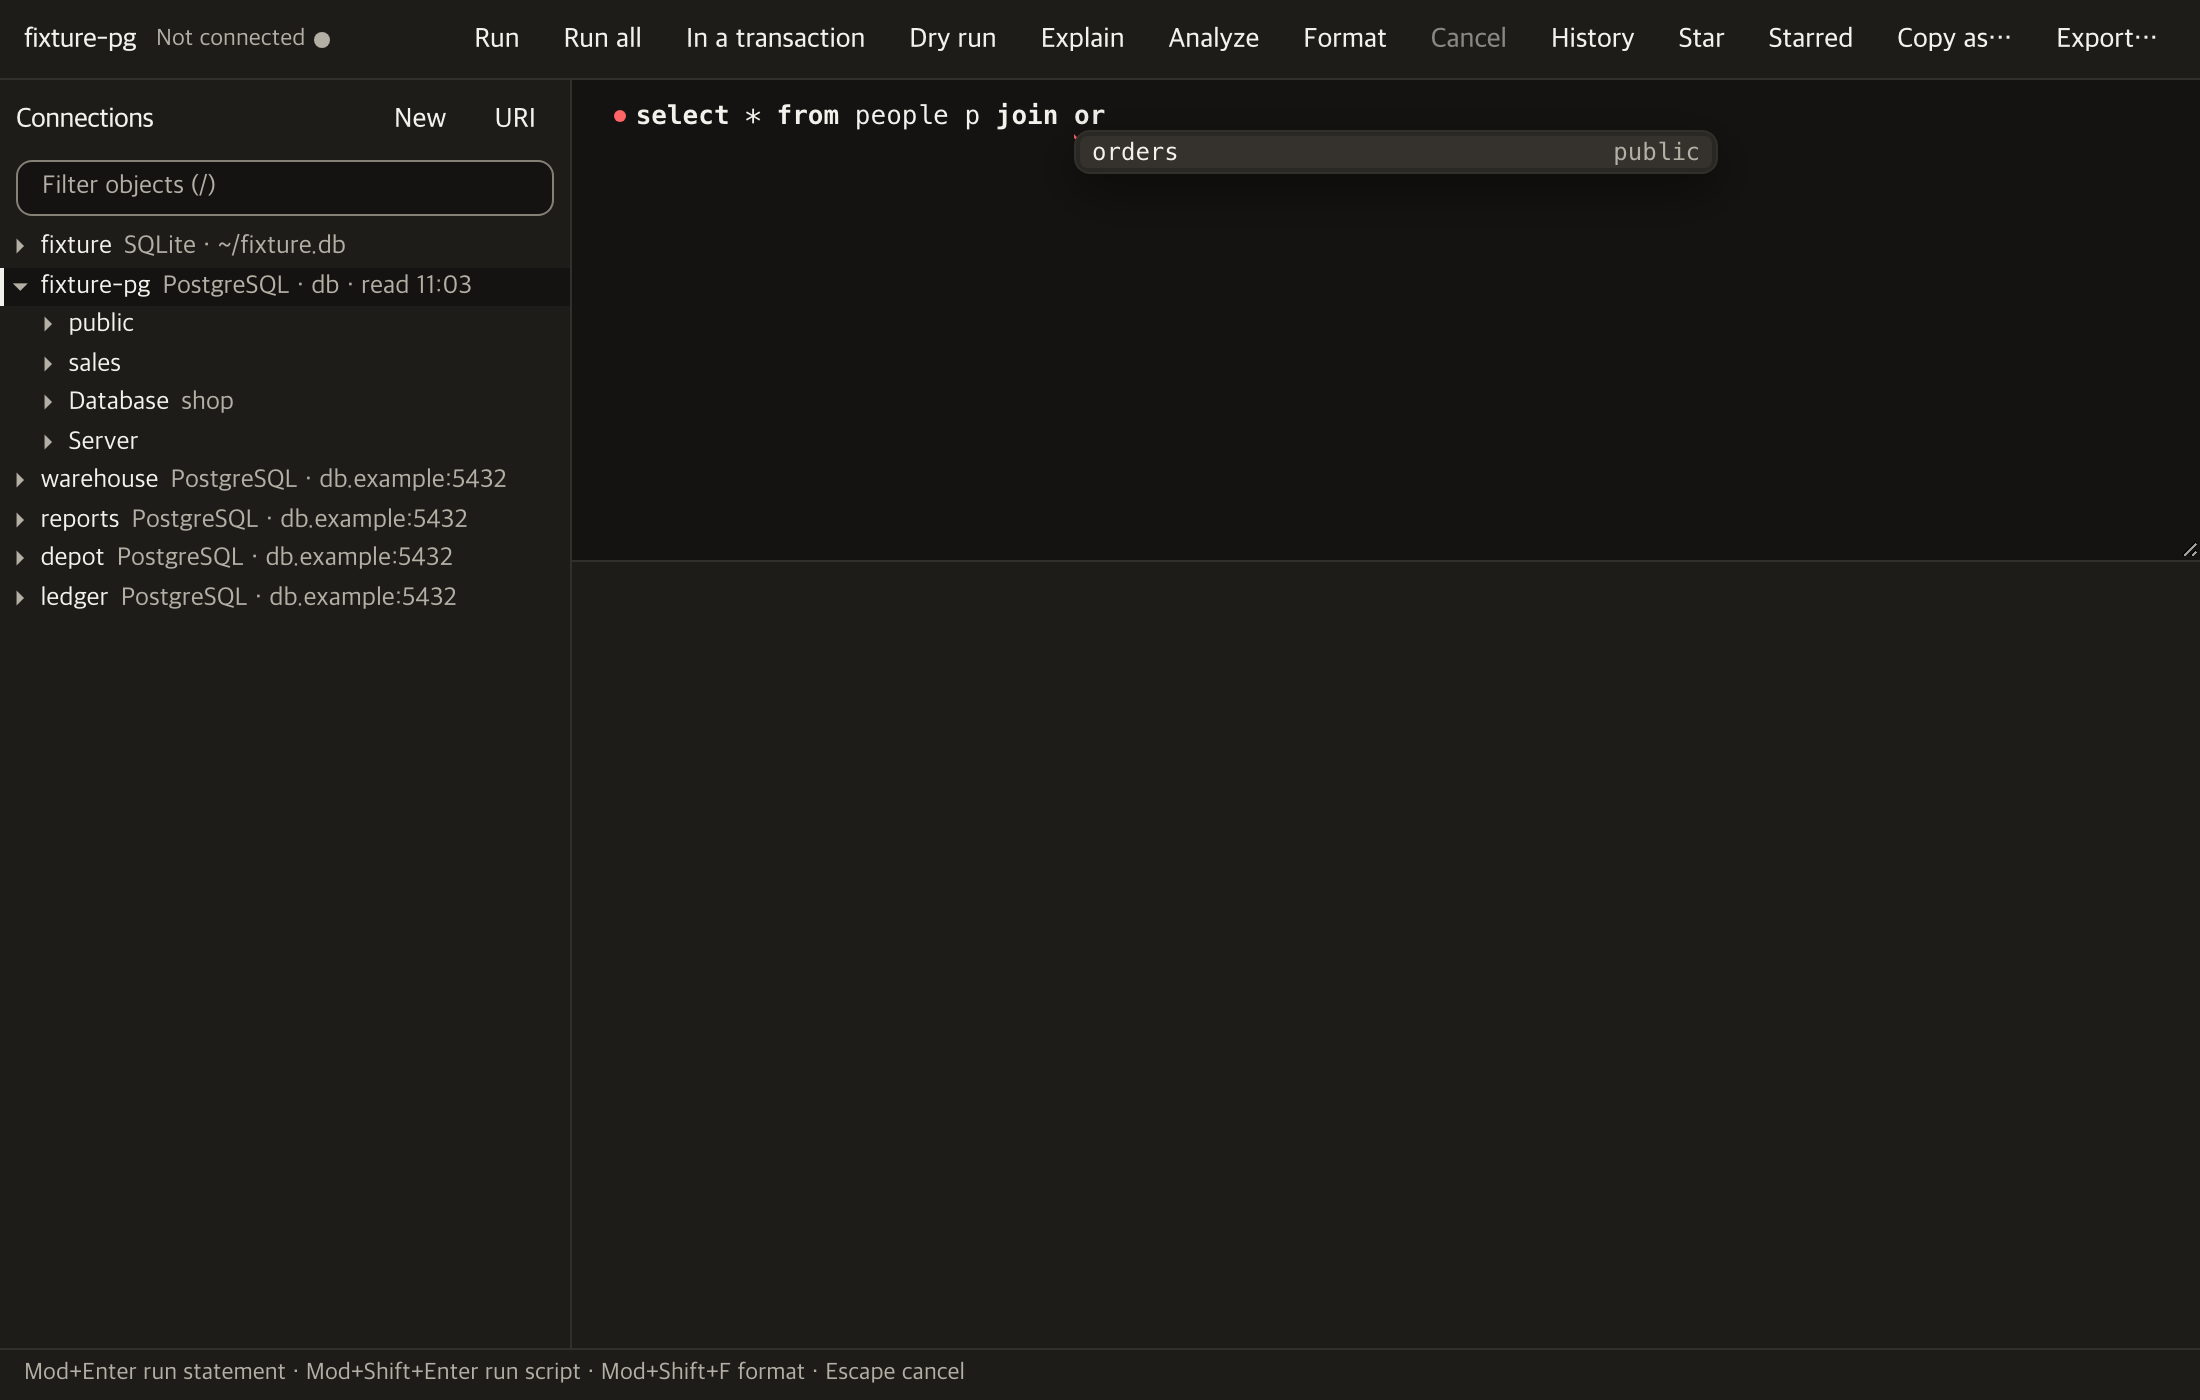 fixture-pg Not connected Run Run all In a transaction Dry run Explain Analyze Format Cancel History Star Starred Copy as… Export…
Connections New URI
Filter objects (/)
fixture SQLite · ~/fixture.db
fixture-pg PostgreSQL · db · read 11:03
public
sales
Database shop
Server
warehouse PostgreSQL · db.example:5432
reports PostgreSQL · db.example:5432
depot PostgreSQL · db.example:5432
ledger PostgreSQL · db.example:5432
select * from people p join or
orders public
Mod+Enter run statement · Mod+Shift+Enter run script · Mod+Shift+F format · Escape cancel